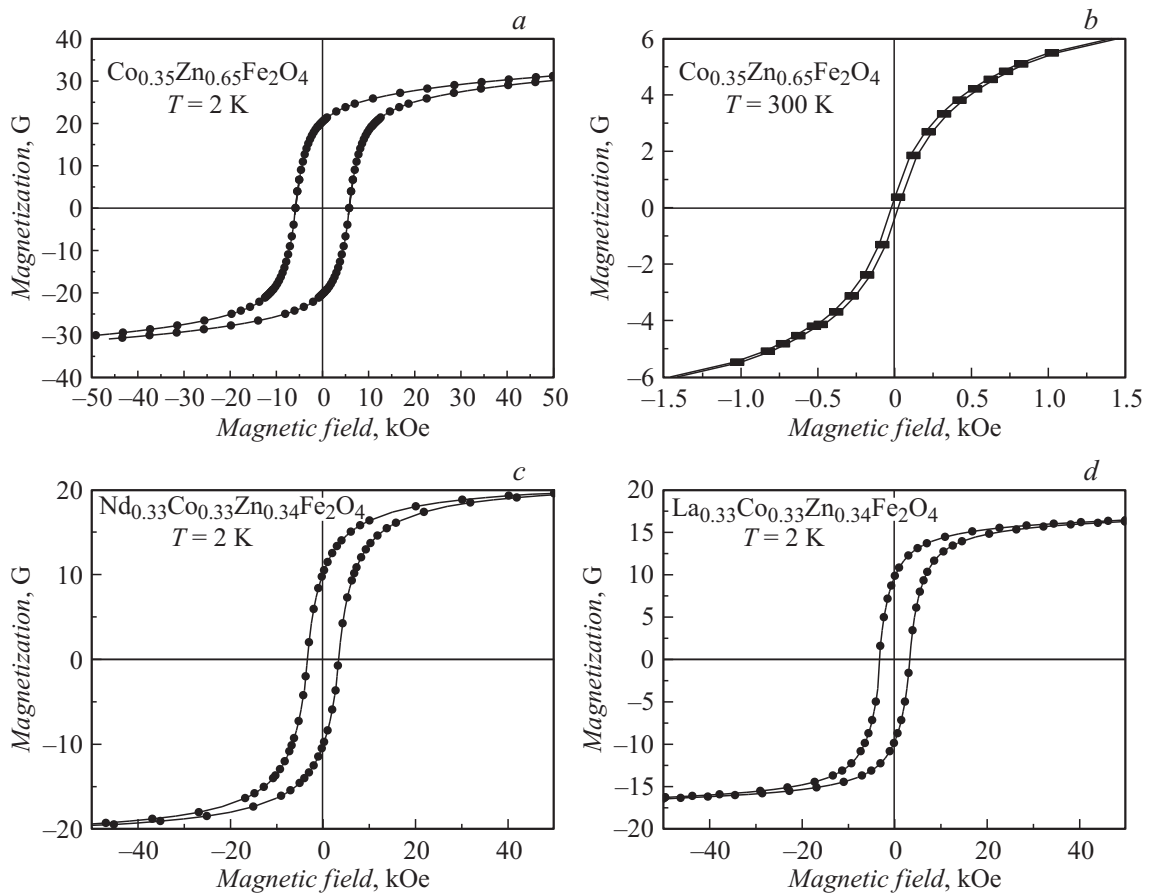 a
40
30
20
10
0
–10
–20
–30
–40
Magnetization, G
Co0.35Zn0.65Fe2O4
T = 2 K
–50 –40 –30 –20 –10 0 10 20 30 40 50
Magnetic field, kOe
b
6
4
2
0
–2
–4
–6
Magnetization, G
Co0.35Zn0.65Fe2O4
T = 300 K
–1.5 –1.0 –0.5 0 0.5 1.0 1.5
Magnetic field, kOe
c
20
10
0
–10
–20
Magnetization, G
Nd0.33Co0.33Zn0.34Fe2O4
T = 2 K
–40 –20 0 20 40
Magnetic field, kOe
d
20
15
10
5
0
–5
–10
–15
–20
Magnetization, G
La0.33Co0.33Zn0.34Fe2O4
T = 2 K
–40 –20 0 20 40
Magnetic field, kOe